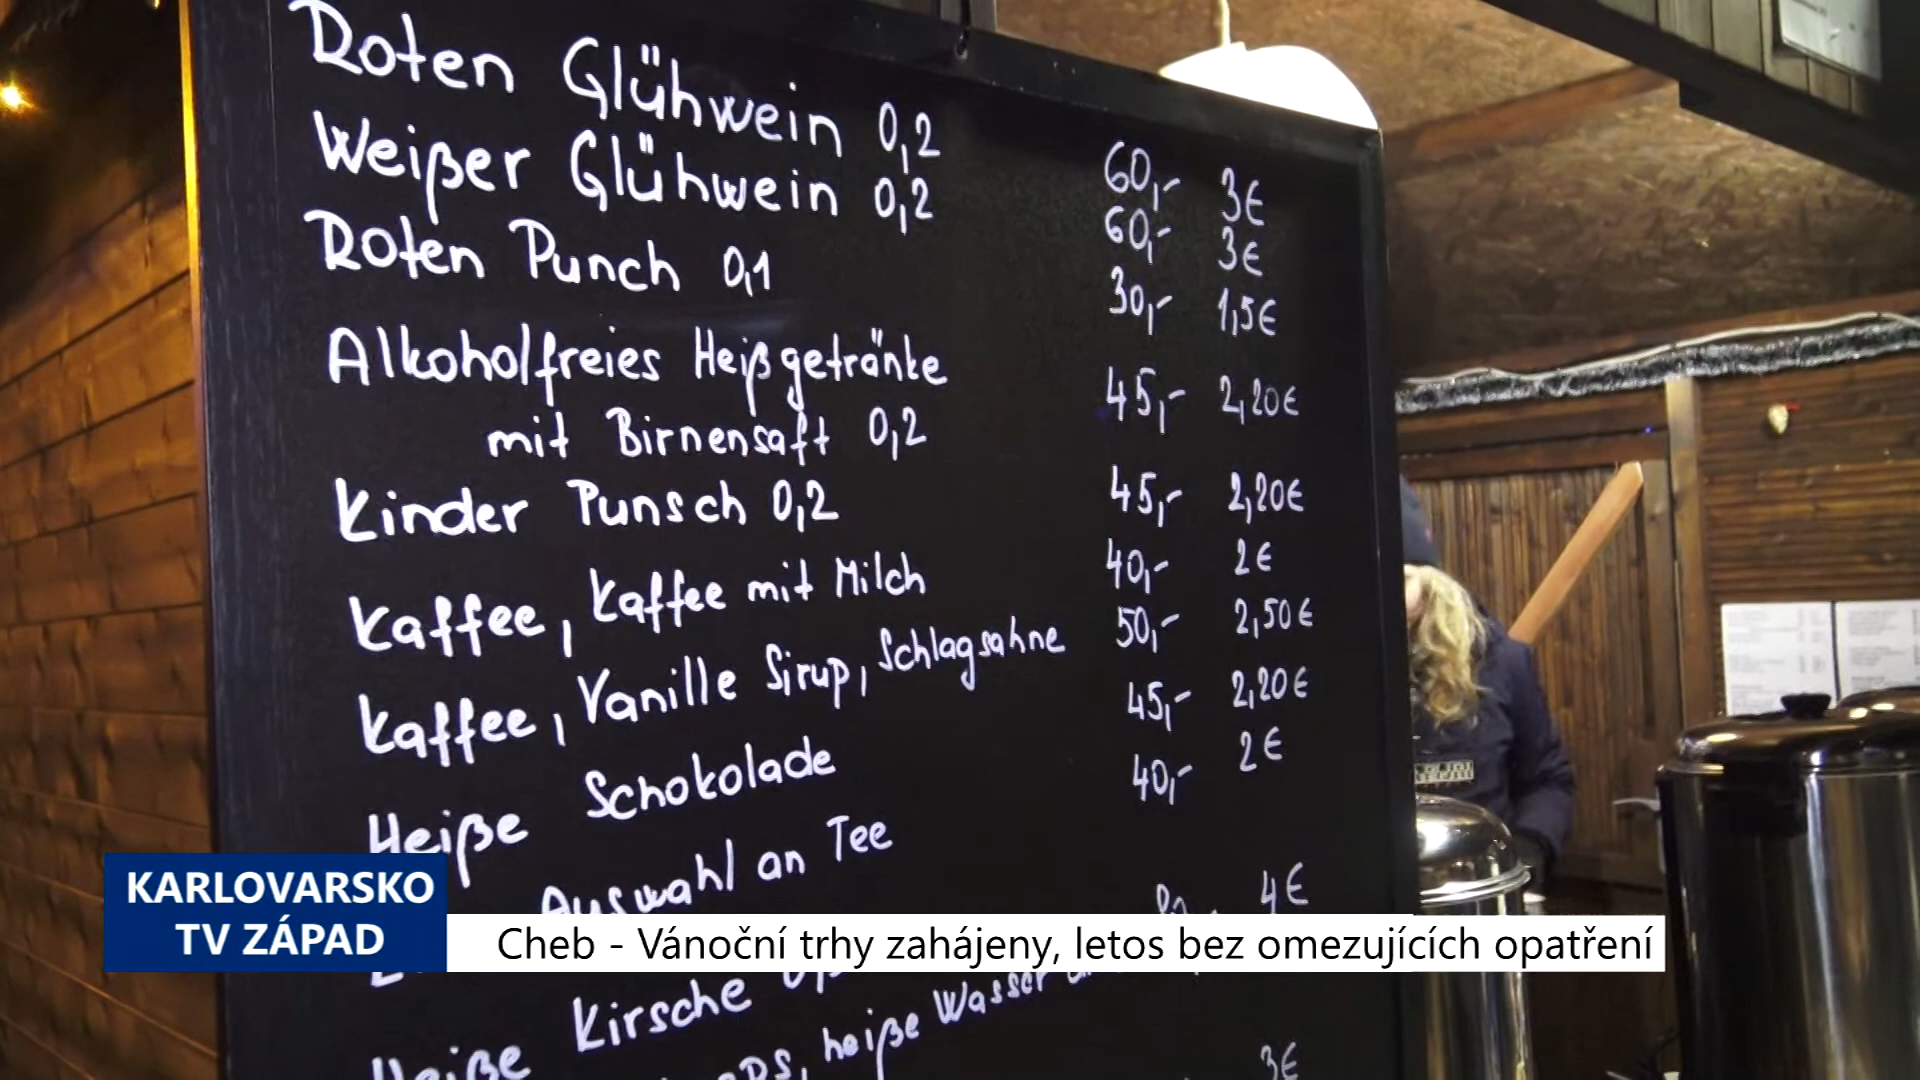 Roten Glühwein 0,2 60,- 3€
Weißer Glühwein 0,2 60,- 3€
Roten Punch 0,1 30,- 1,5€
Alkoholfreies Heißgetränke
mit Birnensaft 0,2 45,- 2,20€
Kinder Punsch 0,2 45,- 2,20€
Kaffee, Kaffee mit Milch 40,- 2€
Kaffee, Vanille Sirup, Schlagsahne 50,- 2,50€
Heiße Schokolade 45,- 2,20€
Auswahl an Tee 40,- 2€
4€
Heiße Kirsche
heiße Wasser
3€
KARLOVARSKO
TV ZÁPAD
Cheb - Vánoční trhy zahájeny, letos bez omezujících opatření